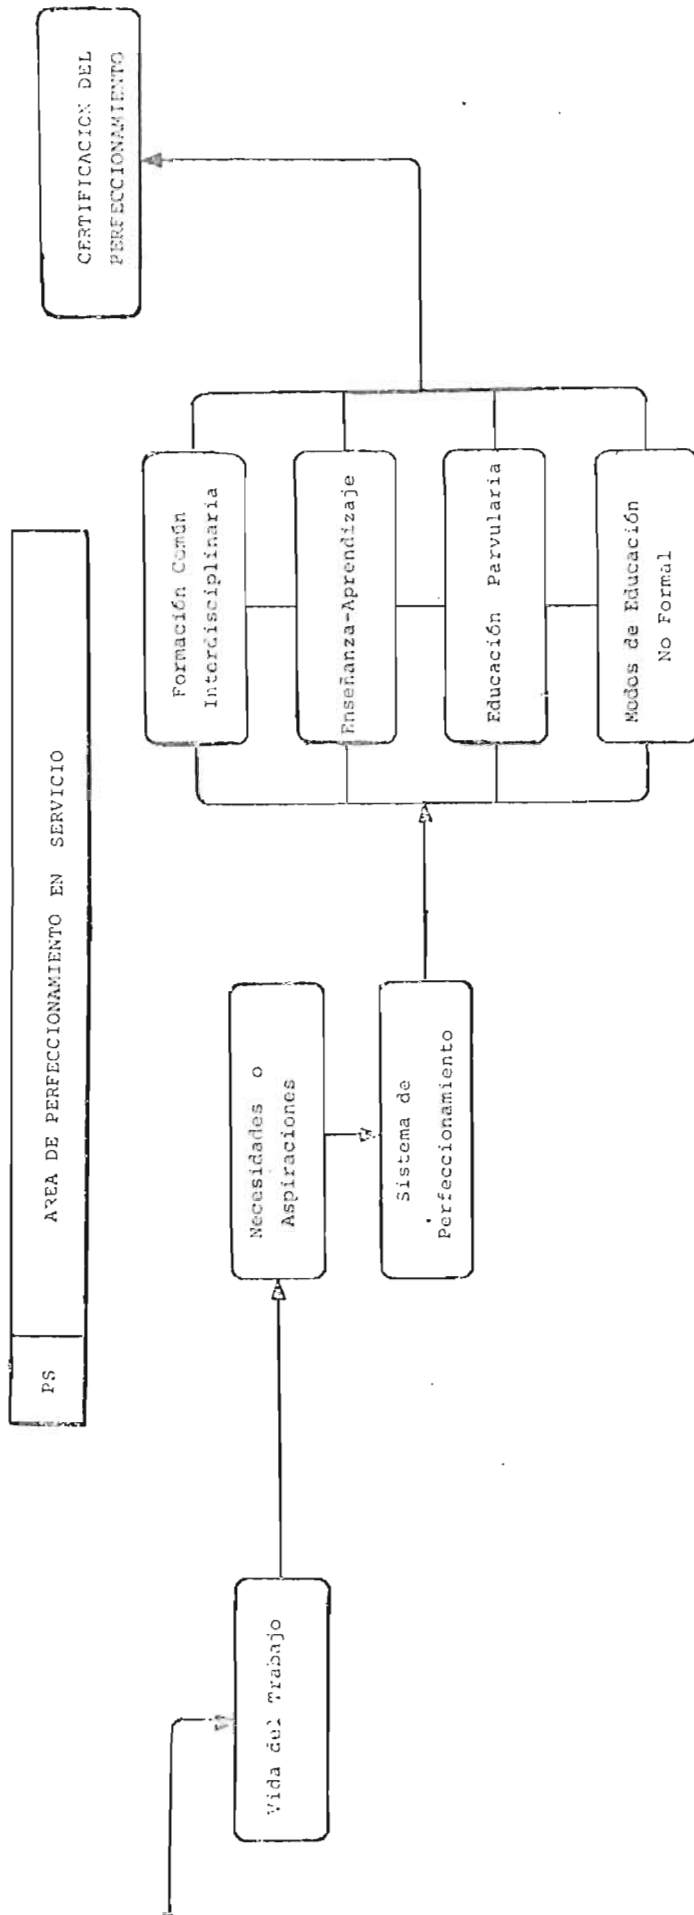 PS
AREA DE PERFECCIONAMIENTO EN SERVICIO
Vida del Trabajo
Necesidades o
Aspiraciones
Sistema de
Perfeccionamiento
Formación Común
Interdisciplinaria
Enseñanza-Aprendizaje
Educación Parvularia
Modos de Educación
No Formal
CERTIFICACION DEL
PERFECCIONAMIENTO